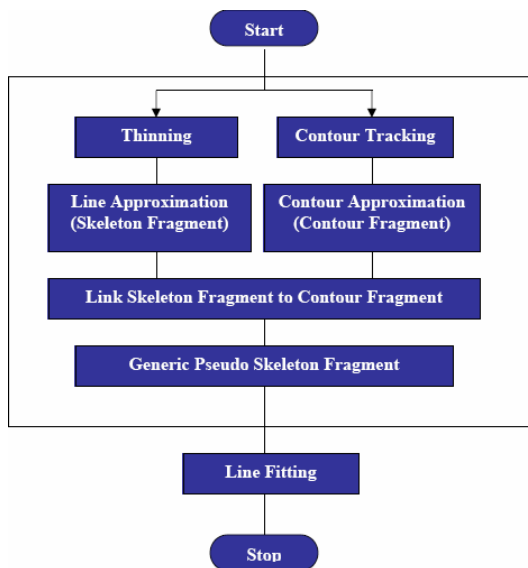 Start
Thinning
Contour Tracking
Line Approximation
(Skeleton Fragment)
Contour Approximation
(Contour Fragment)
Link Skeleton Fragment to Contour Fragment
Generic Pseudo Skeleton Fragment
Line Fitting
Stop